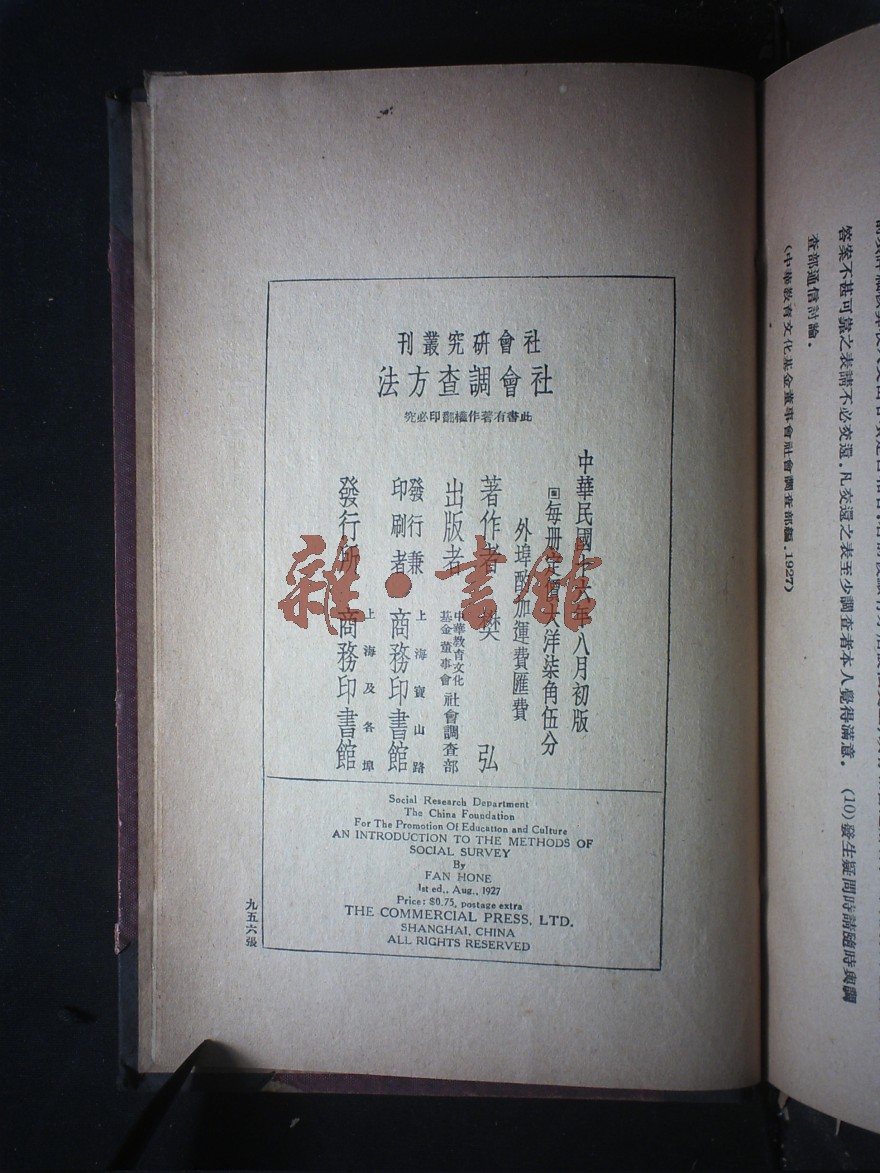 社會研究叢刊
社會調查方法
此書有著作權翻印必究
中華民國十六年八月初版
每冊定價大洋柒角伍分
外埠酌加運費匯費
著作者 樊弘
出版者 中華教育文化基金董事會 社會調查部
發行兼印刷者 上海寶山路 商務印書館
發行所 上海及各埠 商務印書館
雜·書館
Social Research Department
The China Foundation
For The Promotion Of Education and Culture
AN INTRODUCTION TO THE METHODS OF
SOCIAL SURVEY
By
FAN HONE
1st ed., Aug., 1927
Price: $0.75, postage extra
THE COMMERCIAL PRESS, LTD.
SHANGHAI, CHINA
ALL RIGHTS RESERVED
九五六張
答案不甚可靠之表請不必交還．凡交還之表至少調查者本人覺得滿意。 (10)發生疑問時請隨時與調
查部通信討論．
(中華教育文化基金董事會社會調查部編，1927)